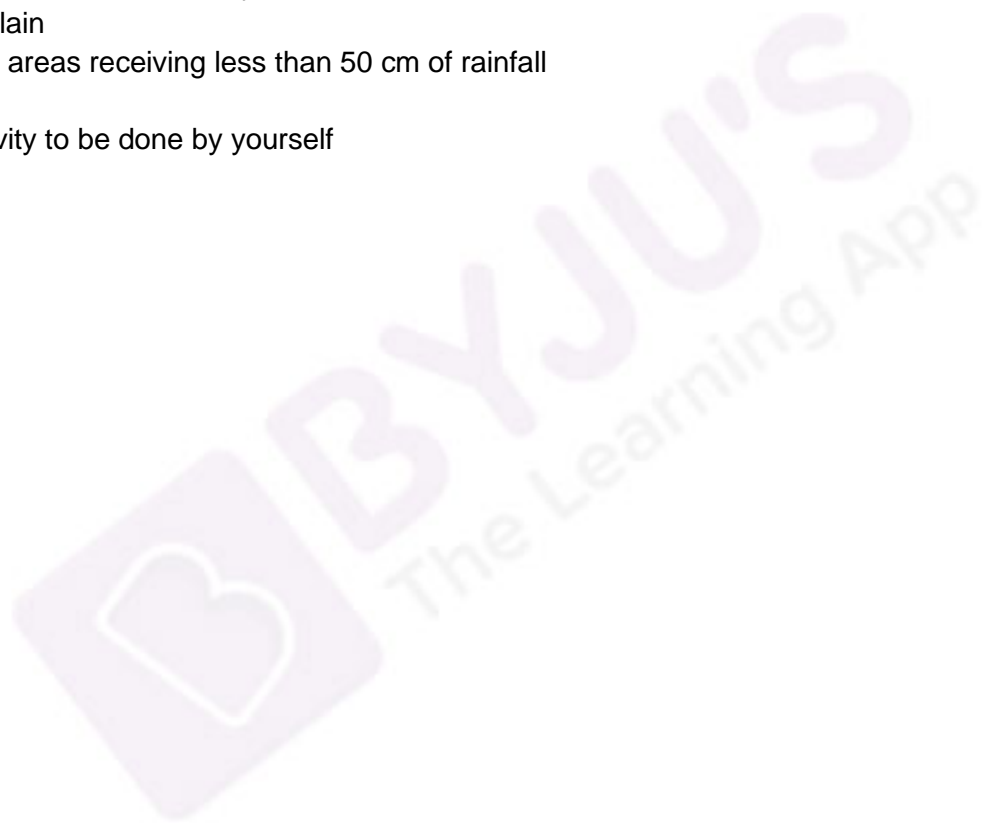 lain
areas receiving less than 50 cm of rainfall
vity to be done by yourself
BYJU'S
The Learning App